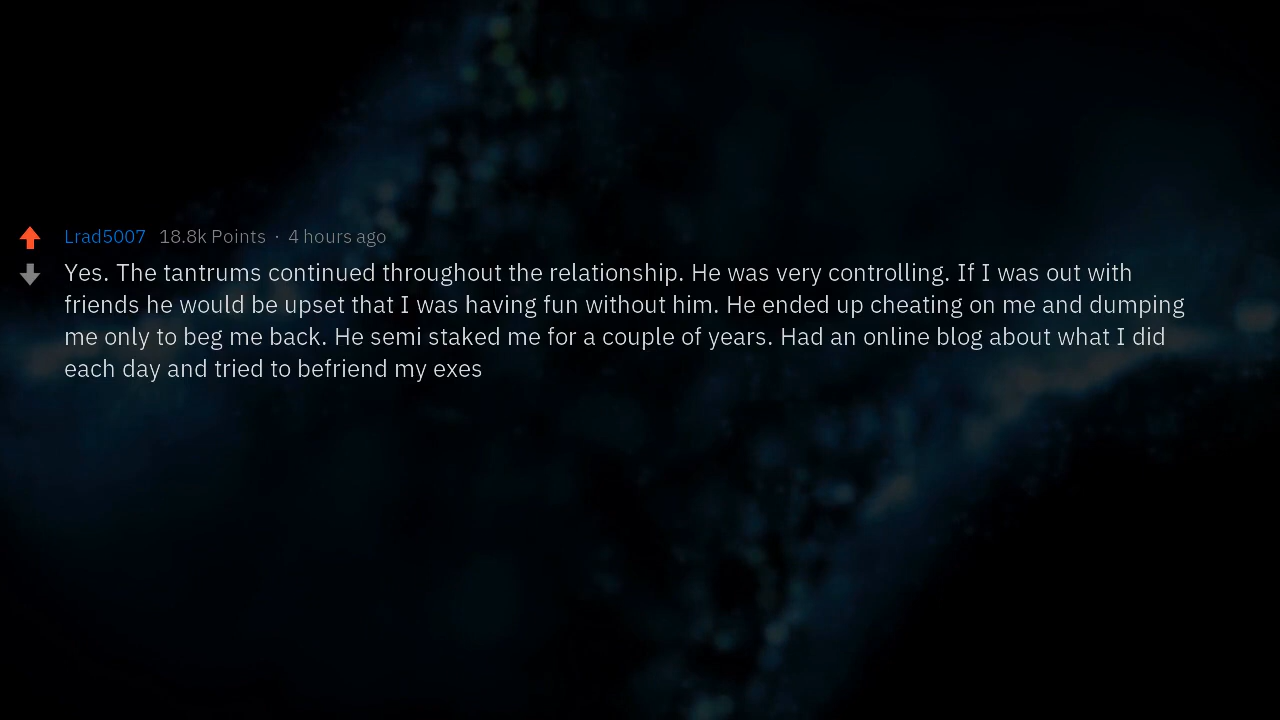 Lrad5007 18.8k Points · 4 hours ago
Yes. The tantrums continued throughout the relationship. He was very controlling. If I was out with
friends he would be upset that I was having fun without him. He ended up cheating on me and dumping
me only to beg me back. He semi staked me for a couple of years. Had an online blog about what I did
each day and tried to befriend my exes